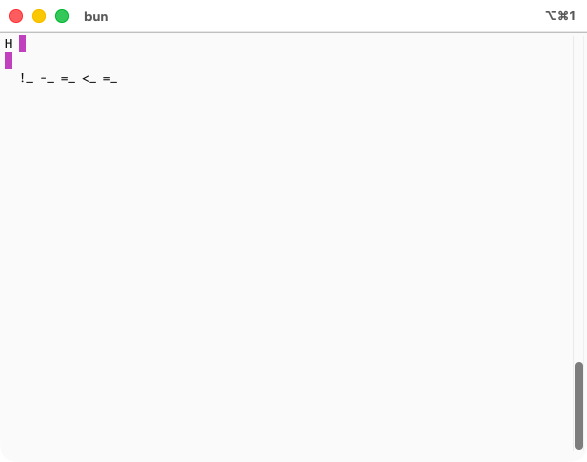 bun
⌥⌘1
H
!_ -_ =_ <_ =_